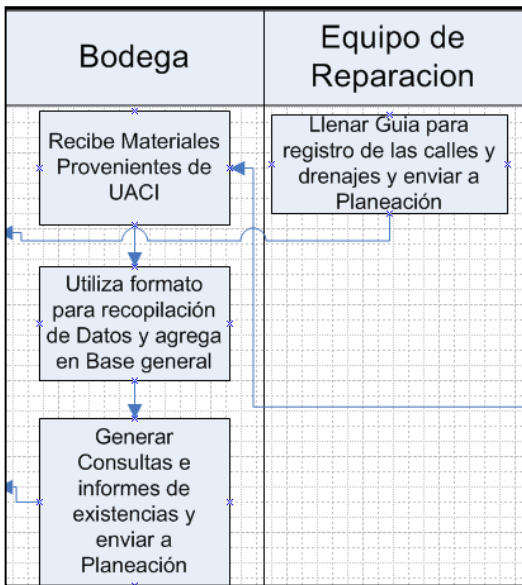 Bodega
Equipo de
Reparacion
Recibe Materiales
Provenientes de
UACI
Llenar Guia para
registro de las calles y
drenajes y enviar a
Planeación
Utiliza formato
para recopilación
de Datos y agrega
en Base general
Generar
Consultas e
informes de
existencias y
enviar a
Planeación